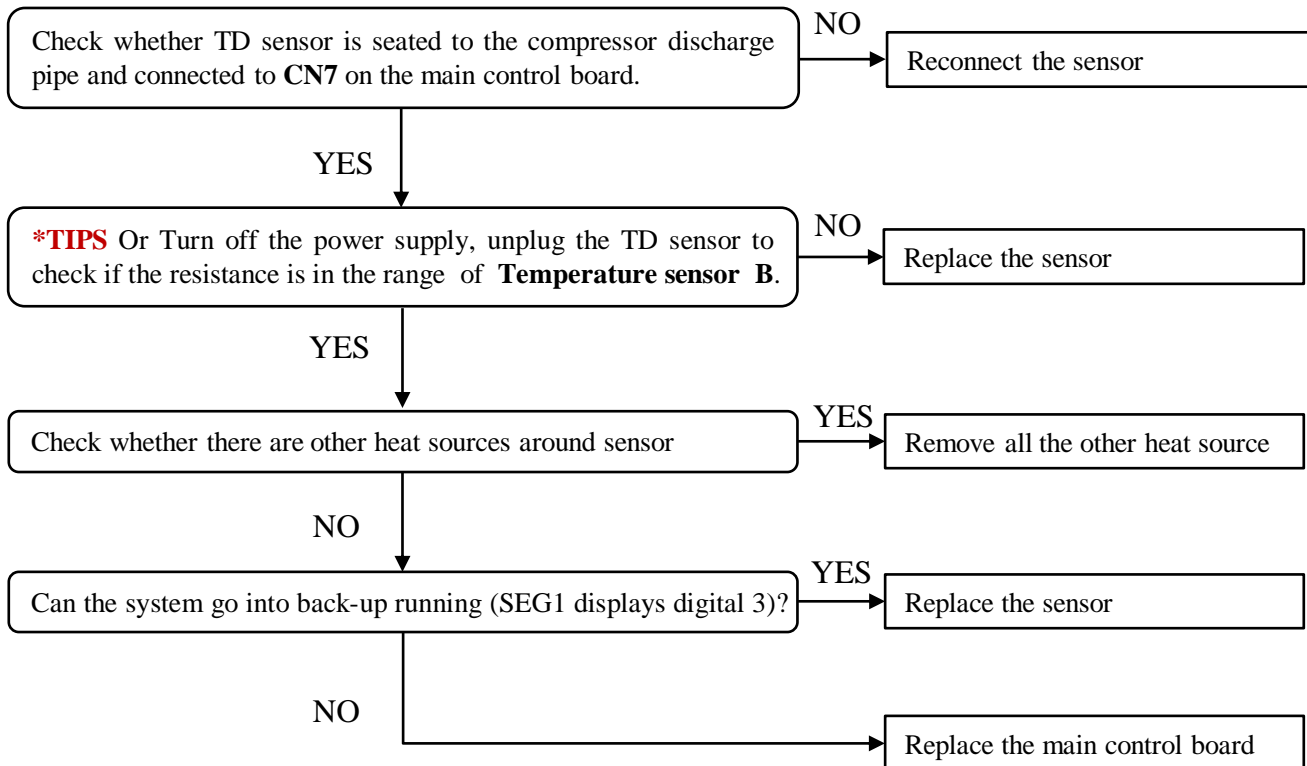 Check whether TD sensor is seated to the compressor discharge
pipe and connected to CN7 on the main control board.
NO
Reconnect the sensor
YES
*TIPS Or Turn off the power supply, unplug the TD sensor to
check if the resistance is in the range of Temperature sensor B.
NO
Replace the sensor
YES
Check whether there are other heat sources around sensor
YES
Remove all the other heat source
NO
Can the system go into back-up running (SEG1 displays digital 3)?
YES
Replace the sensor
NO
Replace the main control board